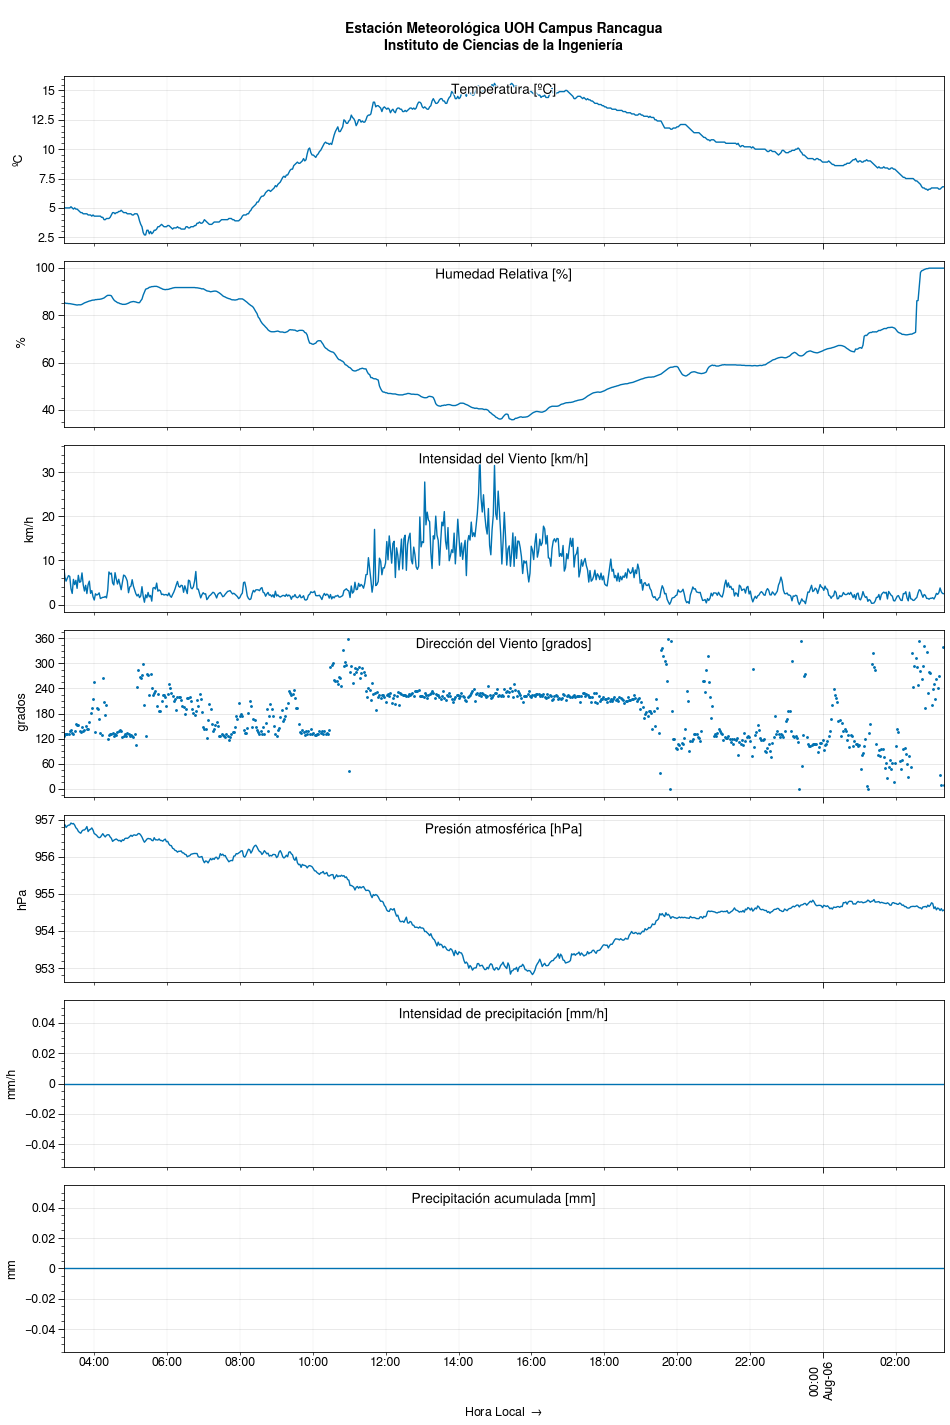 Estación Meteorológica UOH Campus Rancagua
Instituto de Ciencias de la Ingeniería
Temperatura [ºC]
ºC
15
12.5
10
7.5
5
2.5
Humedad Relativa [%]
%
100
80
60
40
Intensidad del Viento [km/h]
km/h
30
20
10
0
Dirección del Viento [grados]
grados
360
300
240
180
120
60
0
Presión atmosférica [hPa]
hPa
957
956
955
954
953
Intensidad de precipitación [mm/h]
mm/h
0.04
0.02
0
−0.02
−0.04
Precipitación acumulada [mm]
mm
0.04
0.02
0
−0.02
−0.04
04:00 06:00 08:00 10:00 12:00 14:00 16:00 18:00 20:00 22:00 00:00 02:00
Aug-06
Hora Local →